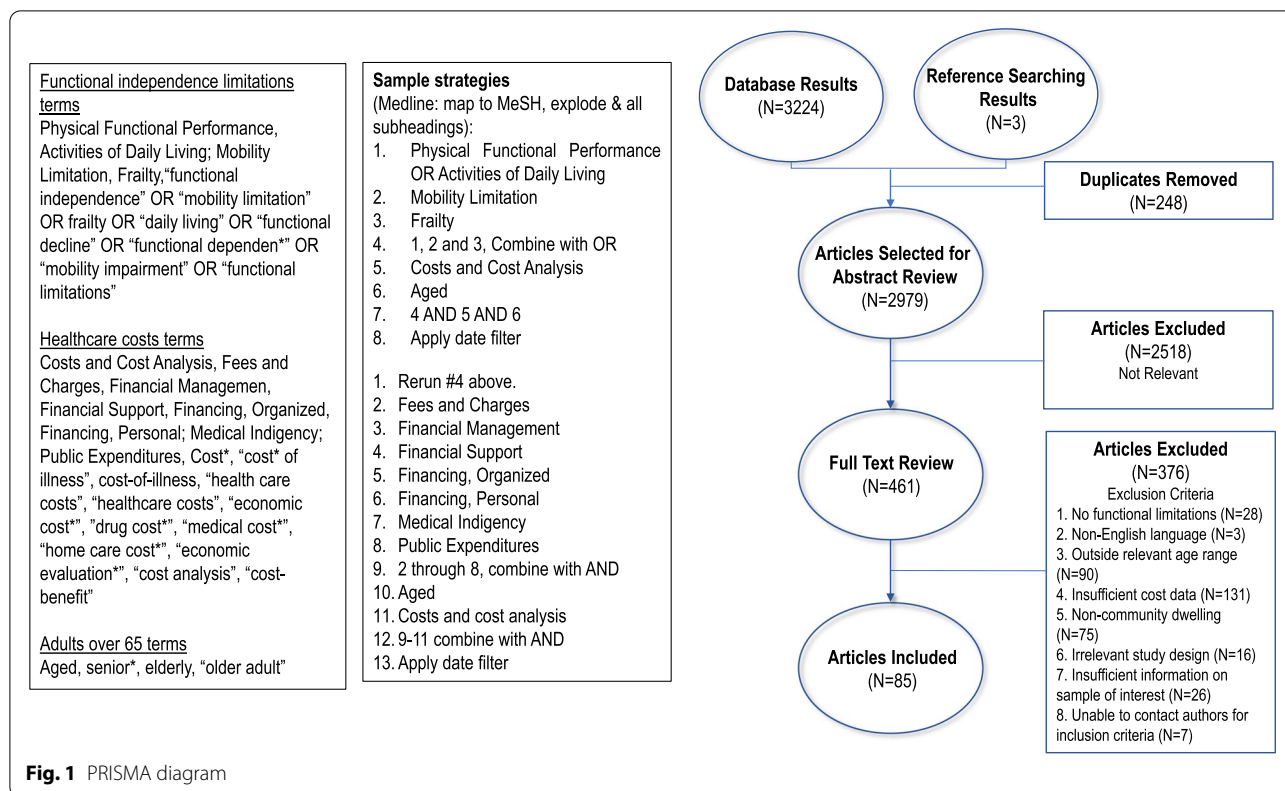 Functional independence limitations
terms
Physical Functional Performance,
Activities of Daily Living; Mobility
Limitation, Frailty,“functional
independence” OR “mobility limitation”
OR frailty OR “daily living” OR “functional
decline” OR “functional dependen*” OR
“mobility impairment” OR “functional
limitations”
Healthcare costs terms
Costs and Cost Analysis, Fees and
Charges, Financial Managemen,
Financial Support, Financing, Organized,
Financing, Personal; Medical Indigency;
Public Expenditures, Cost*, “cost* of
illness”, cost-of-illness, “health care
costs”, “healthcare costs”, “economic
cost*”, ”drug cost*”, “medical cost*”,
“home care cost*”, “economic
evaluation*”, “cost analysis”, “cost-
benefit”
Adults over 65 terms
Aged, senior*, elderly, “older adult”
Sample strategies
(Medline: map to MeSH, explode & all
subheadings):
1. Physical Functional Performance
OR Activities of Daily Living
2. Mobility Limitation
3. Frailty
4. 1, 2 and 3, Combine with OR
5. Costs and Cost Analysis
6. Aged
7. 4 AND 5 AND 6
8. Apply date filter
1. Rerun #4 above.
2. Fees and Charges
3. Financial Management
4. Financial Support
5. Financing, Organized
6. Financing, Personal
7. Medical Indigency
8. Public Expenditures
9. 2 through 8, combine with AND
10. Aged
11. Costs and cost analysis
12. 9-11 combine with AND
13. Apply date filter
Database Results
(N=3224)
Reference Searching
Results
(N=3)
Duplicates Removed
(N=248)
Articles Selected for
Abstract Review
(N=2979)
Articles Excluded
(N=2518)
Not Relevant
Full Text Review
(N=461)
Articles Excluded
(N=376)
Exclusion Criteria
1. No functional limitations (N=28)
2. Non-English language (N=3)
3. Outside relevant age range
(N=90)
4. Insufficient cost data (N=131)
5. Non-community dwelling
(N=75)
6. Irrelevant study design (N=16)
7. Insufficient information on
sample of interest (N=26)
8. Unable to contact authors for
inclusion criteria (N=7)
Articles Included
(N=85)
Fig. 1 PRISMA diagram